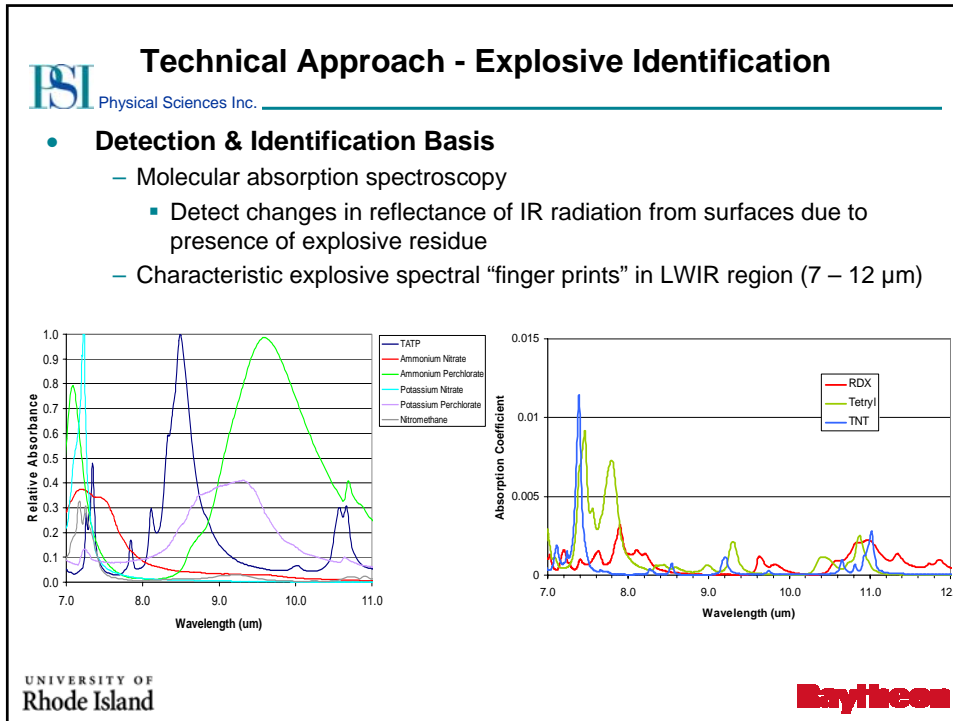 Technical Approach - Explosive Identification
PSI
Physical Sciences Inc.
• Detection & Identification Basis
– Molecular absorption spectroscopy
▪ Detect changes in reflectance of IR radiation from surfaces due to
presence of explosive residue
– Characteristic explosive spectral “finger prints” in LWIR region (7 – 12 µm)
Relative Absorbance
1.0
0.9
0.8
0.7
0.6
0.5
0.4
0.3
0.2
0.1
0.0
7.0 8.0 9.0 10.0 11.0
Wavelength (um)
TATP
Ammonium Nitrate
Ammonium Perchlorate
Potassium Nitrate
Potassium Perchlorate
Nitromethane
Absorption Coefficient
0.015
0.01
0.005
0
7.0 8.0 9.0 10.0 11.0 12
Wavelength (um)
RDX
Tetryl
TNT
UNIVERSITY OF
Rhode Island
Raytheon